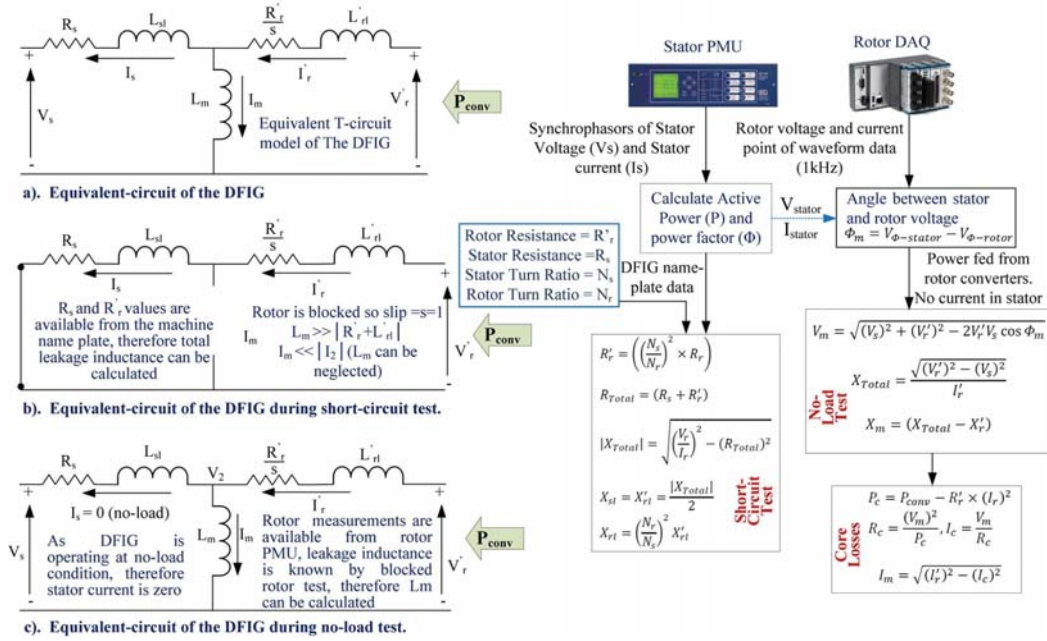 R_s
L_sl
R'_r/s
L'_rl
+
+
I_s
I'_r
V_s
L_m
I_m
V'_r
P_conv
Equivalent T-circuit
model of The DFIG
-
-
a). Equivalent-circuit of the DFIG
R_s
L_sl
R'_r/s
L'_rl
+
I_s
I'_r
R_s and R'_r values are
available from the machine
name plate, therefore total
leakage inductance can be
calculated
Rotor is blocked so slip =s=1
I_m
L_m >> |R'_r+L'_rl|
I_m << |I_2| (L_m can be
neglected)
V'_r
P_conv
-
b). Equivalent-circuit of the DFIG during short-circuit test.
R_s
L_sl
V_2
R'_r/s
L'_rl
+
+
I_s = 0 (no-load)
I'_r
As DFIG is
operating at no-load
condition, therefore
stator current is zero
V_s
L_m
I_m
Rotor measurements are
available from rotor
PMU, leakage inductance
is known by blocked
rotor test, therefore Lm
can be calculated
V'_r
P_conv
-
-
c). Equivalent-circuit of the DFIG during no-load test.
Stator PMU
Rotor DAQ
Synchrophasors of Stator
Voltage (Vs) and Stator
current (Is)
Rotor voltage and current
point of waveform data
(1kHz)
Calculate Active
Power (P) and
power factor (Φ)
V_stator
I_stator
Angle between stator
and rotor voltage
Φ_m = V_Φ-stator − V_Φ-rotor
Rotor Resistance = R'_r
Stator Resistance =R_s
Stator Turn Ratio = N_s
Rotor Turn Ratio = N_r
DFIG name-
plate data
Power fed from
rotor converters.
No current in stator
R'_r = ((N_s/N_r)^2 × R_r)
R_Total = (R_s + R'_r)
|X_Total| = √((V_r/I_r)^2 − (R_Total)^2)
X_sl = X'_rl = |X_Total|/2
X_rl = (N_r/N_s)^2 X'_rl
Short-
Circuit Test
V_m = √((V_s)^2 + (V'_r)^2 − 2V'_r V_s cos Φ_m)
X_Total = √((V'_r)^2 − (V_s)^2)/I'_r
X_m = (X_Total − X'_r)
No-
Load
Test
P_c = P_conv − R'_r × (I_r)^2
R_c = (V_m)^2/P_c, I_c = V_m/R_c
I_m = √((I'_r)^2 − (I_c)^2)
Core
Losses